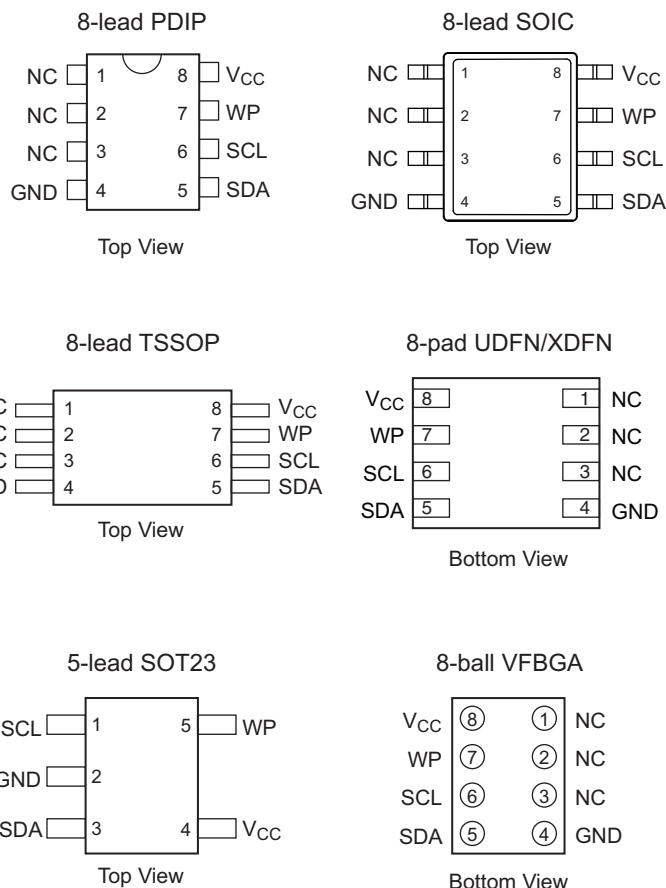 8-lead PDIP
NC 1 8 VCC
NC 2 7 WP
NC 3 6 SCL
GND 4 5 SDA
Top View
8-lead SOIC
NC 1 8 VCC
NC 2 7 WP
NC 3 6 SCL
GND 4 5 SDA
Top View
8-lead TSSOP
1 8 VCC
2 7 WP
3 6 SCL
4 5 SDA
Top View
8-pad UDFN/XDFN
VCC 8 1 NC
WP 7 2 NC
SCL 6 3 NC
SDA 5 4 GND
Bottom View
5-lead SOT23
SCL 1 5 WP
GND 2
SDA 3 4 VCC
Top View
8-ball VFBGA
VCC 8 1 NC
WP 7 2 NC
SCL 6 3 NC
SDA 5 4 GND
Bottom View